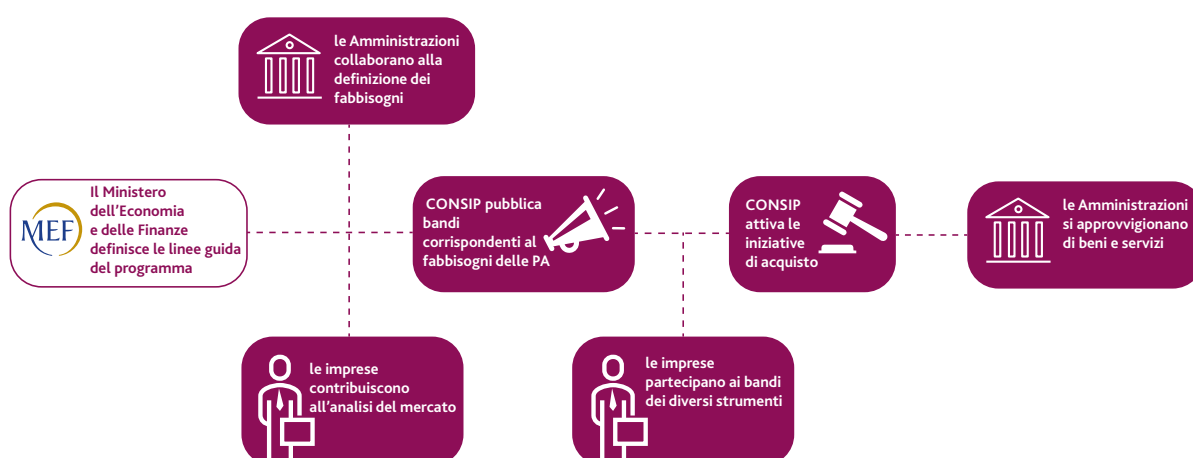 le Amministrazioni
collaborano alla
definizione dei
fabbisogni
MEF
Il Ministero
dell'Economia
e delle Finanze
definisce le linee guida
del programma
CONSIP pubblica
bandi
corrispondenti al
fabbisogni delle PA
CONSIP
attiva le
iniziative
di acquisto
le Amministrazioni
si approvvigionano
di beni e servizi
le imprese
contribuiscono
all'analisi del mercato
le imprese
partecipano ai bandi
dei diversi strumenti